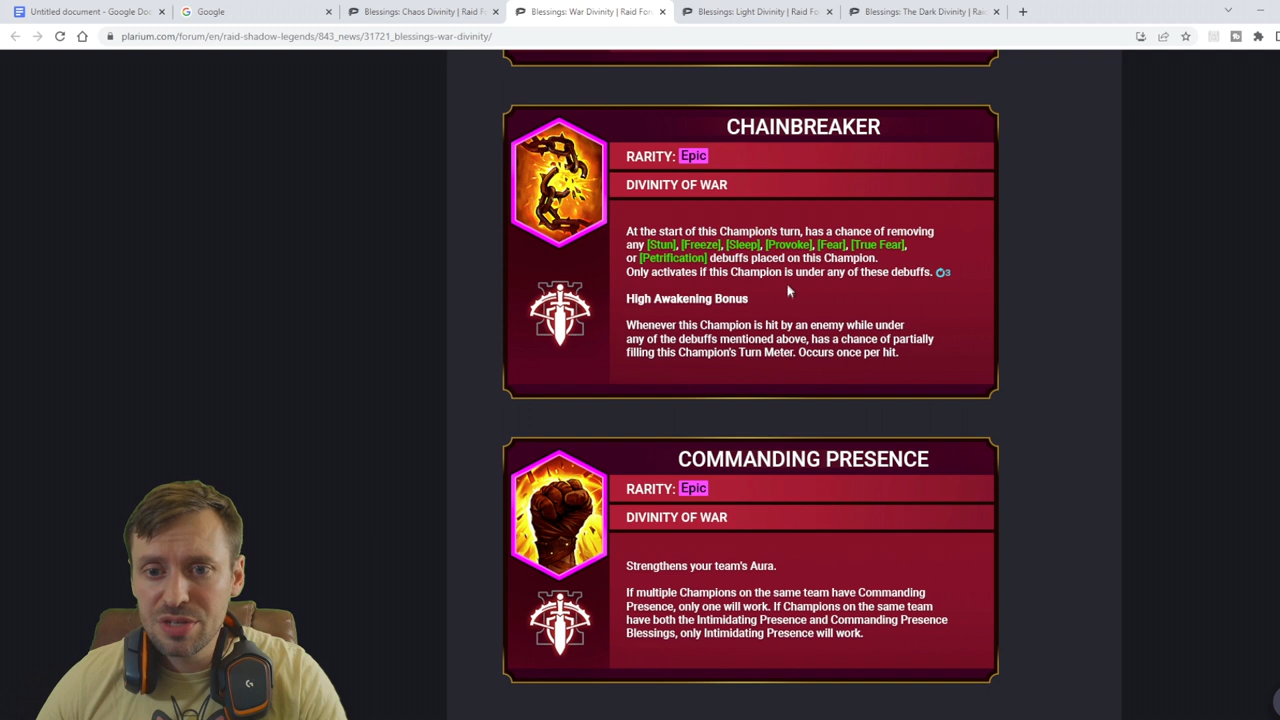 Untitled document - Google Doc
Google
Blessings: Chaos Divinity | Raid F
Blessings: War Divinity | Raid For
Blessings: Light Divinity | Raid Fo
Blessings: The Dark Divinity | Rai
plarium.com/forum/en/raid-shadow-legends/843_news/31721_blessings-war-divinity/
CHAINBREAKER
RARITY: Epic
DIVINITY OF WAR
At the start of this Champion's turn, has a chance of removing
any [Stun], [Freeze], [Sleep], [Provoke], [Fear], [True Fear],
or [Petrification] debuffs placed on this Champion.
Only activates if this Champion is under any of these debuffs. 3
High Awakening Bonus
Whenever this Champion is hit by an enemy while under
any of the debuffs mentioned above, has a chance of partially
filling this Champion's Turn Meter. Occurs once per hit.
COMMANDING PRESENCE
RARITY: Epic
DIVINITY OF WAR
Strengthens your team's Aura.
If multiple Champions on the same team have Commanding
Presence, only one will work. If Champions on the same team
have both the Intimidating Presence and Commanding Presence
Blessings, only Intimidating Presence will work.